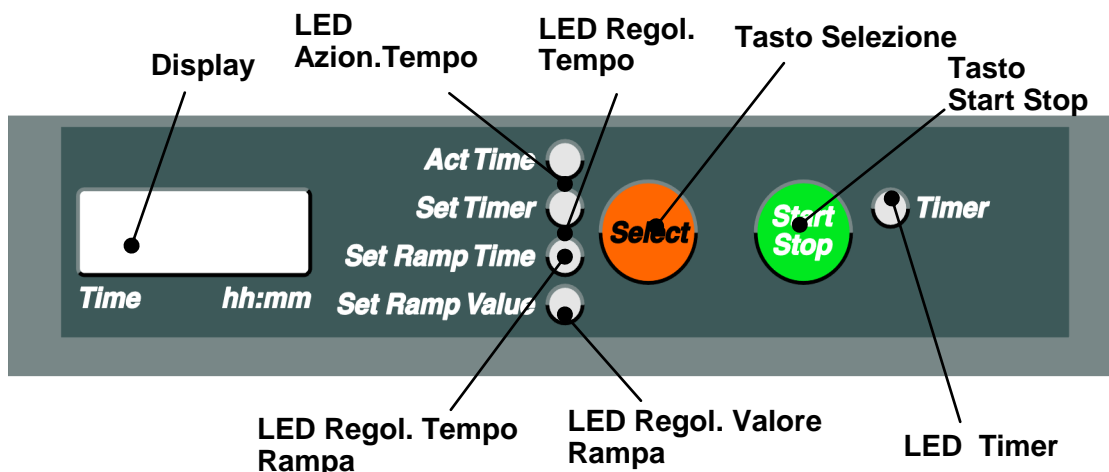 LED
Azion.Tempo
LED Regol.
Tempo
Tasto Selezione
Display
Tasto
Start Stop
Act Time
Set Timer
Set Ramp Time
Set Ramp Value
Time hh:mm
Select
Start
Stop
Timer
LED Regol. Tempo
Rampa
LED Regol. Valore
Rampa
LED Timer